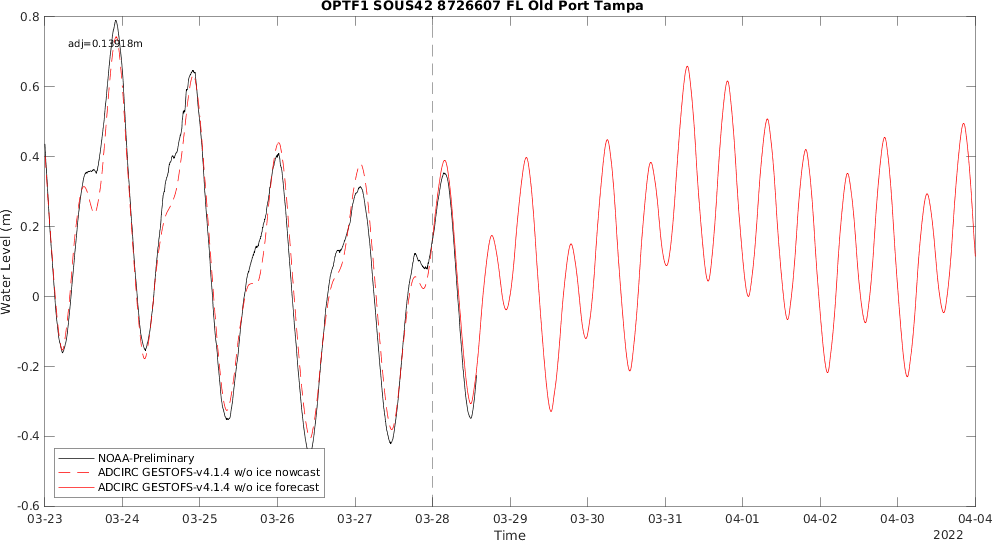 OPTF1 SOUS42 8726607 FL Old Port Tampa
adj=0.13918m
0.8
0.6
0.4
0.2
0
-0.2
-0.4
-0.6
Water Level (m)
NOAA-Preliminary
ADCIRC GESTOFS-v4.1.4 w/o ice nowcast
ADCIRC GESTOFS-v4.1.4 w/o ice forecast
03-23 03-24 03-25 03-26 03-27 03-28 03-29 03-30 03-31 04-01 04-02 04-03 04-04
Time
2022